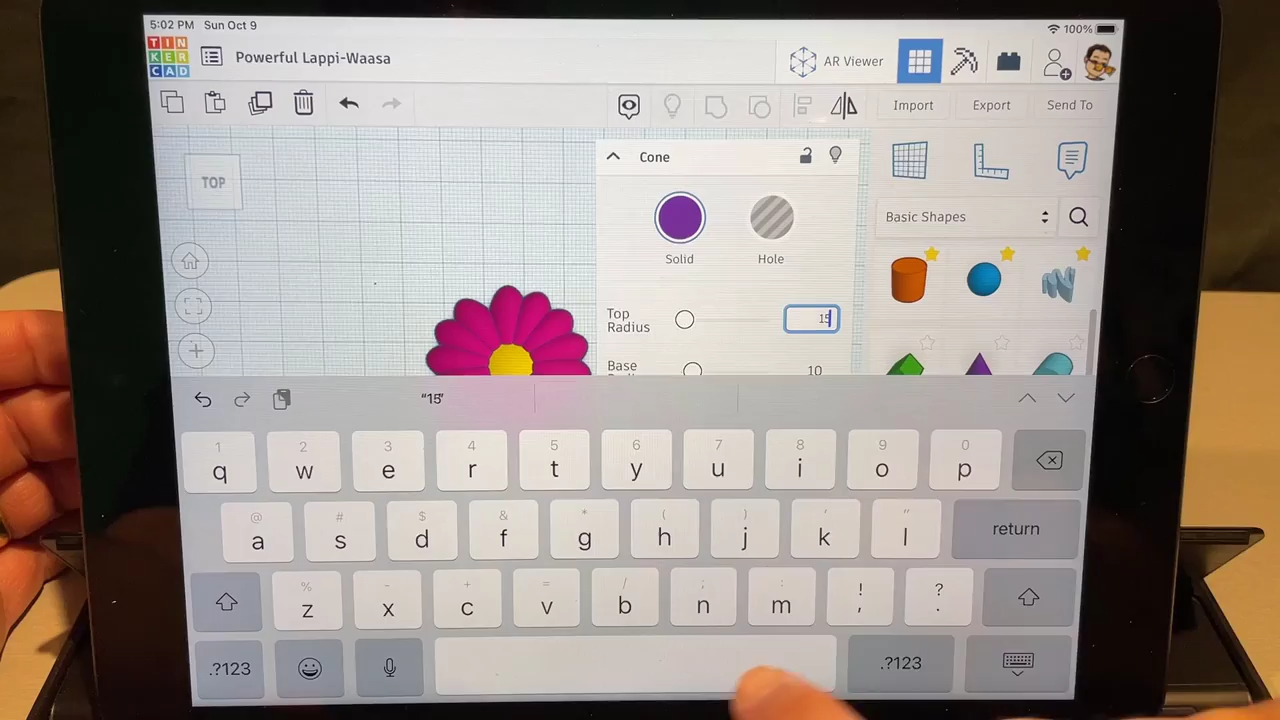 5:02 PM Sun Oct 9 100%
TIN
KER
CAD
Powerful Lappi-Waasa
AR Viewer
Import Export Send To
TOP
Cone
Basic Shapes
Solid Hole
Top
Radius
15
Base
10
“15”
1 2 3 4 5 6 7 8 9 0
q w e r t y u i o p
@ # $ & * ( ) ' "
a s d f g h j k l return
% - + = / ; : ! ?
z x c v b n m , .
.?123 .?123